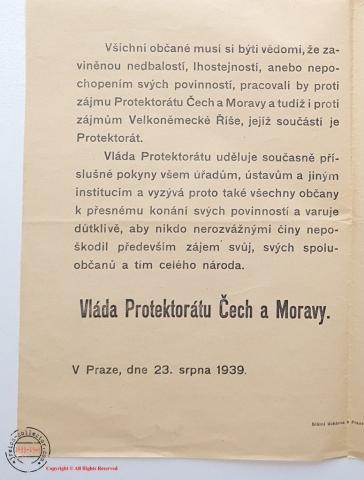 Všichni občané musí si býti vědomi, že za-
viněnou nedbalostí, lhostejností, anebo nepo-
chopením svých povinností, pracovali by proti
zájmu Protektorátu Čech a Moravy a tudíž i proti
zájmům Velkoněmecké Říše, jejíž součástí je
Protektorát.
Vláda Protektorátu uděluje současně pří-
slušné pokyny všem úřadům, ústavům a jiným
institucím a vyzývá proto také všechny občany
k přesnému konání svých povinností a varuje
důtklivě, aby nikdo nerozvážnými činy nepo-
škodil především zájem svůj, svých spolu-
občanů a tím celého národa.
Vláda Protektorátu Čech a Moravy.
V Praze, dne 23. srpna 1939.
Státní tiskárna v Praze
Copyright © All Rights Reserved